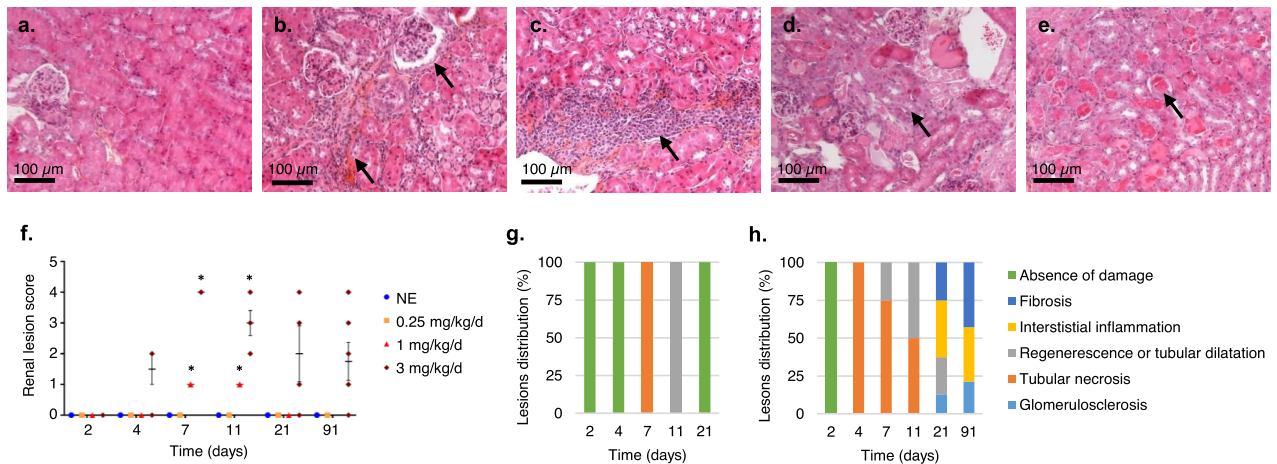 a.
b.
c.
d.
e.
100 µm
100 µm
100 µm
100 µm
100 µm
f.
g.
h.
Renal lesion score
5
4
3
2
1
0
* * * *
2 4 7 11 21 91
Time (days)
NE
0.25 mg/kg/d
1 mg/kg/d
3 mg/kg/d
Lesions distribution (%)
100
75
50
25
0
2 4 7 11 21
Time (days)
Lesons distribution (%)
100
75
50
25
0
2 4 7 11 21 91
Time (days)
Absence of damage
Fibrosis
Interstistial inflammation
Regenerescence or tubular dilatation
Tubular necrosis
Glomerulosclerosis